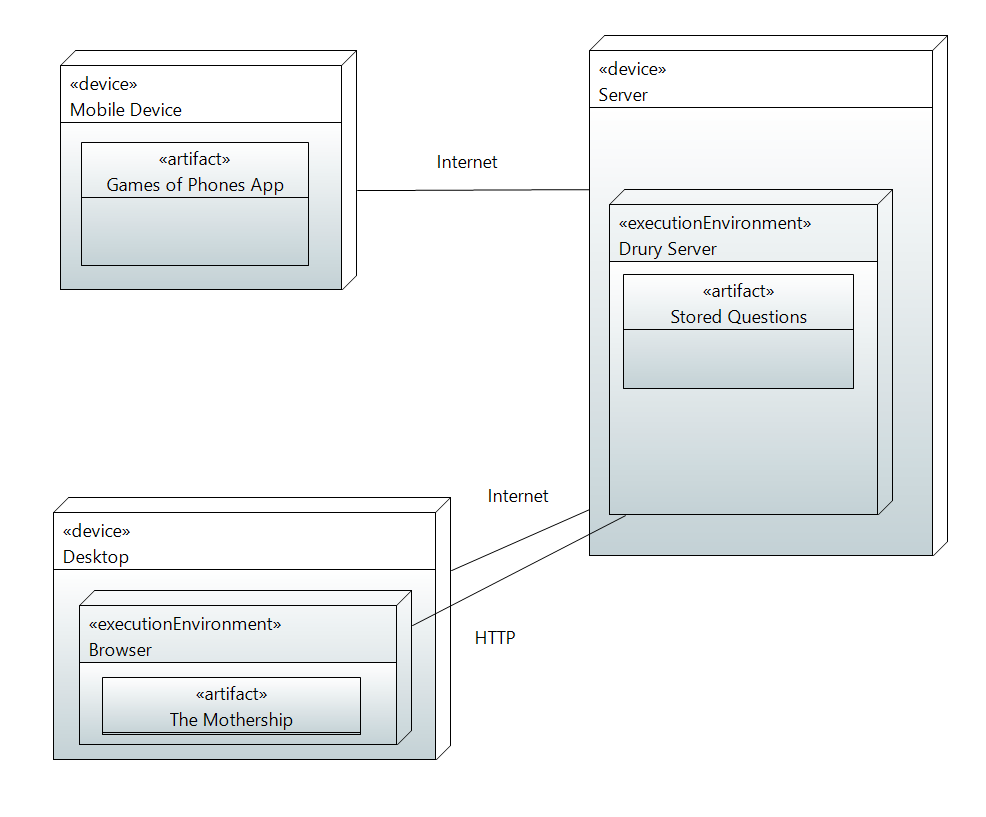 «device»
Mobile Device
«artifact»
Games of Phones App
Internet
«device»
Server
«executionEnvironment»
Drury Server
«artifact»
Stored Questions
Internet
HTTP
«device»
Desktop
«executionEnvironment»
Browser
«artifact»
The Mothership